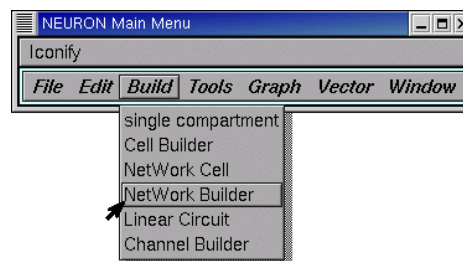 NEURON Main Menu
Iconify
File Edit Build Tools Graph Vector Window
single compartment
Cell Builder
NetWork Cell
NetWork Builder
Linear Circuit
Channel Builder